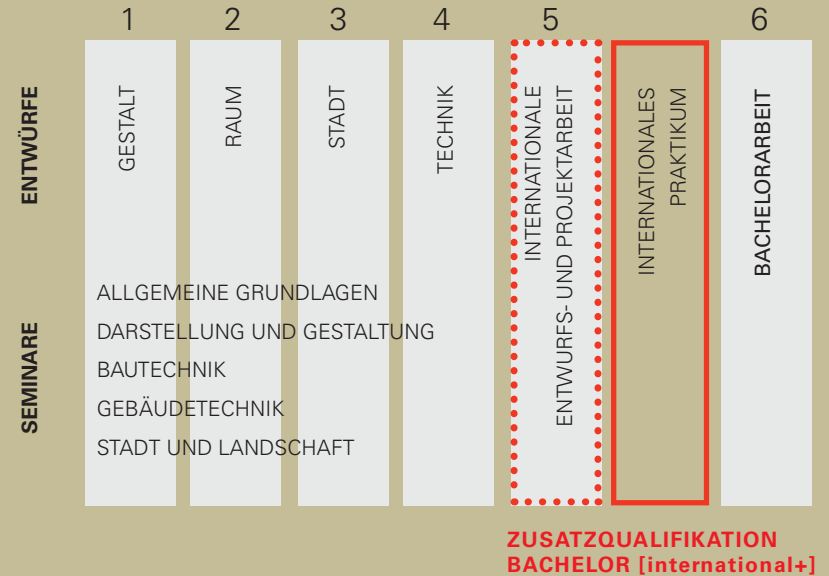 1
2
3
4
5
6
ENTWÜRFE
GESTALT
RAUM
STADT
TECHNIK
INTERNATIONALE
ENTWURFS- UND PROJEKTARBEIT
INTERNATIONALES
PRAKTIKUM
BACHELORARBEIT
SEMINARE
ALLGEMEINE GRUNDLAGEN
DARSTELLUNG UND GESTALTUNG
BAUTECHNIK
GEBÄUDETECHNIK
STADT UND LANDSCHAFT
ZUSATZQUALIFIKATION
BACHELOR [international+]